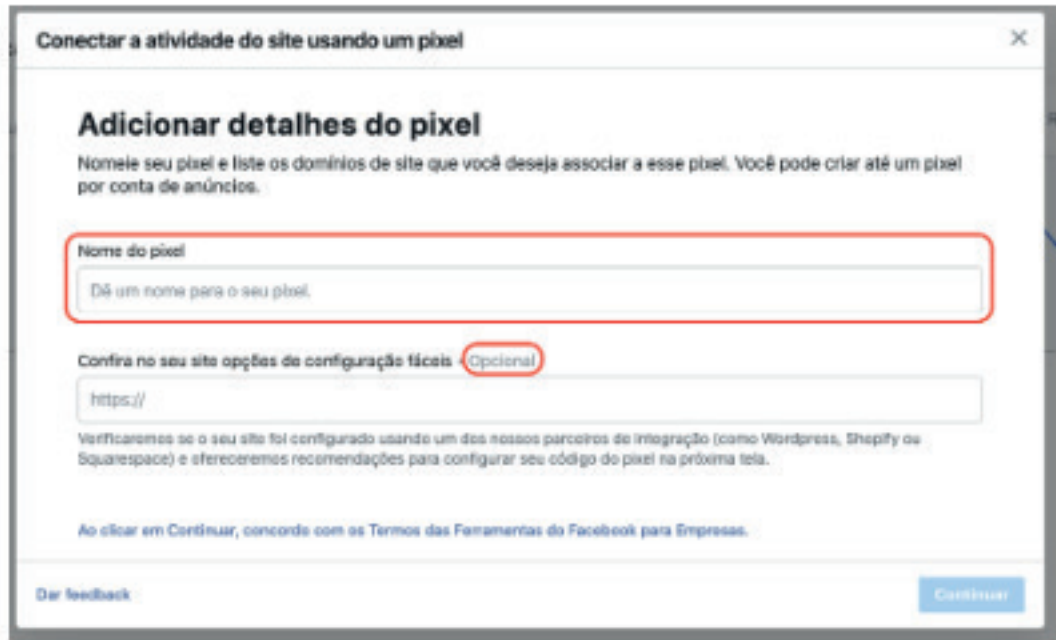 Conectar a atividade do site usando um pixel
Adicionar detalhes do pixel
Nomeie seu pixel e liste os domínios de site que você deseja associar a esse pixel. Você pode criar até um pixel
por conta de anúncios.
Nome do pixel
Dê um nome para o seu pixel.
Confira no seu site opções de configuração fáceis · Opcional
https://
Verificaremos se o seu site foi configurado usando um dos nossos parceiros de integração (como Wordpress, Shopify ou
Squarespace) e ofereceremos recomendações para configurar seu código do pixel na próxima tela.
Ao clicar em Continuar, concordo com os Termos das Ferramentas do Facebook para Empresas.
Dar feedback
Continuar